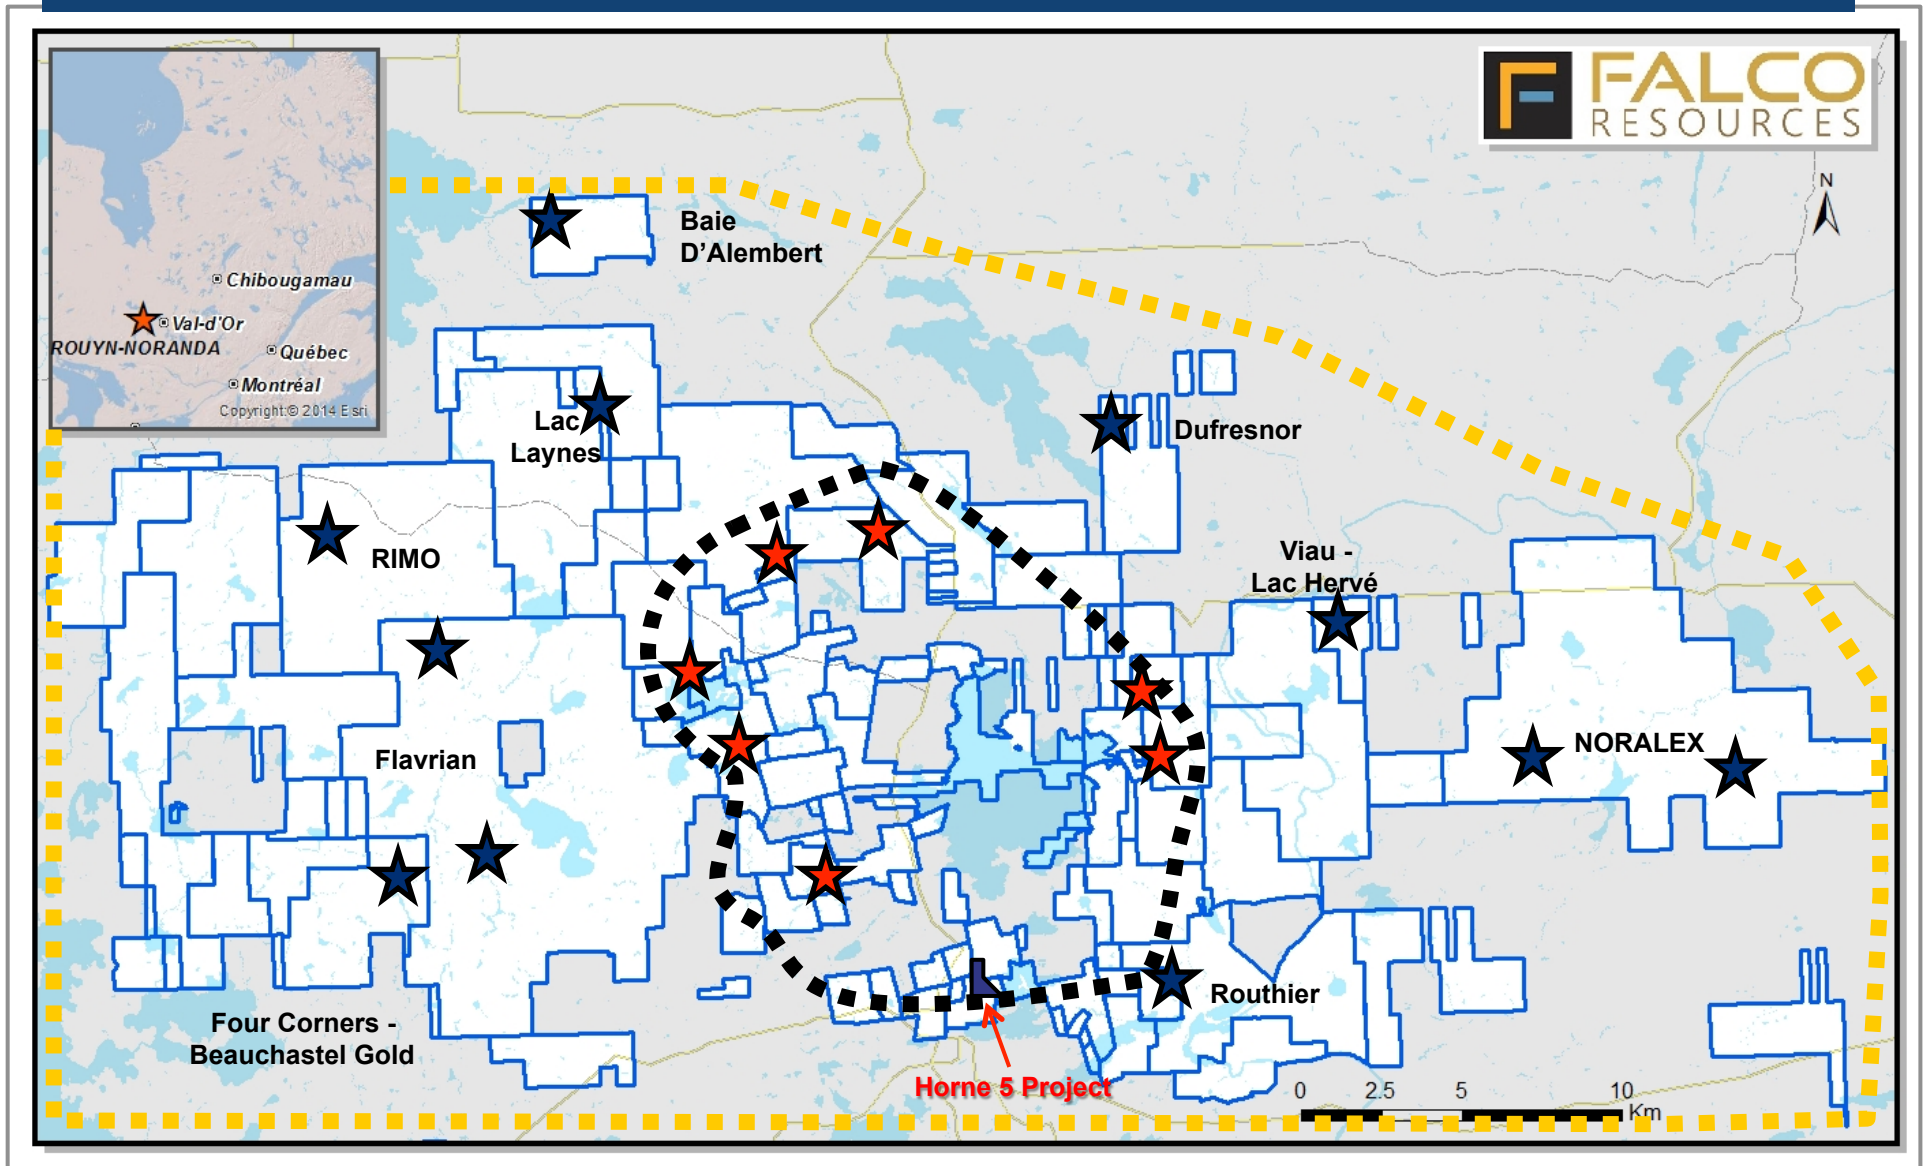 FALCO
RESOURCES
N
Chibougamau
Val-d'Or
ROUYN-NORANDA
Québec
Montréal
Copyright:© 2014 Esri
Baie
D'Alembert
Lac
Laynes
Dufresnor
RIMO
Viau -
Lac Hervé
Flavrian
NORALEX
Routhier
Four Corners -
Beauchastel Gold
Horne 5 Project
0 2.5 5 10
Km